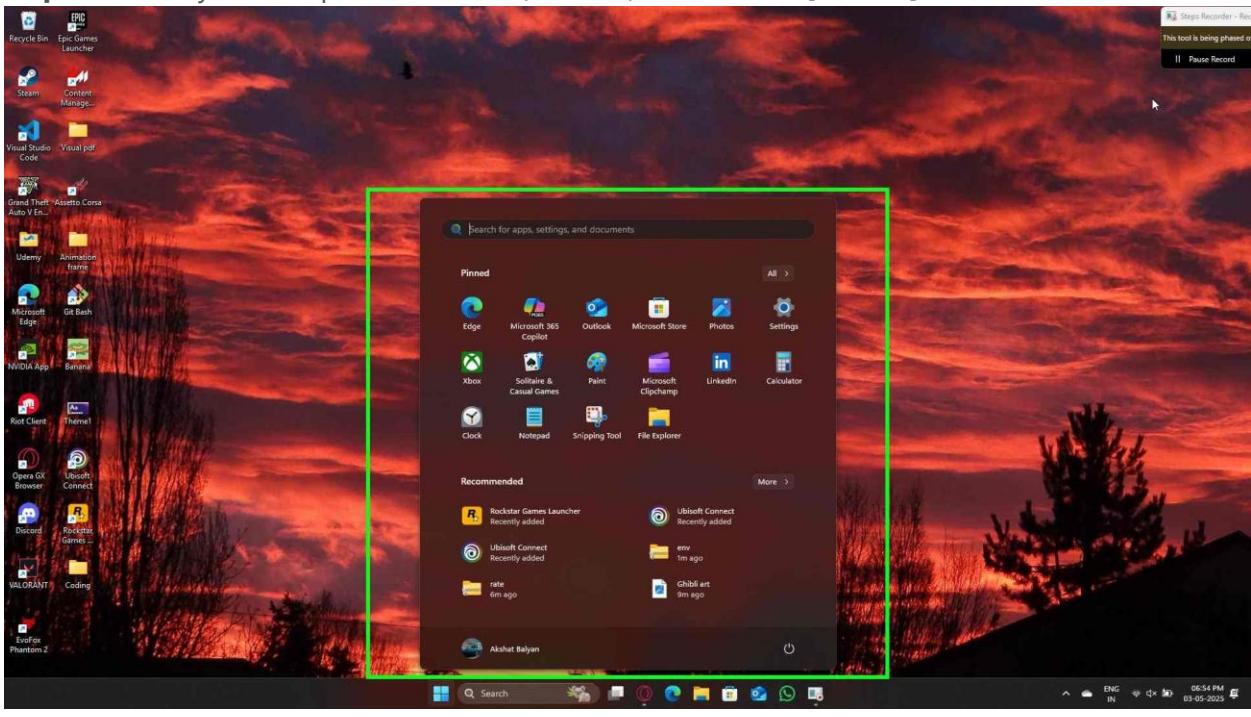 Steps Recorder - Rec
This tool is being phased o
Pause Record
Recycle Bin
Epic Games
Launcher
Steam
Content
Manage...
Visual Studio
Code
Visual pdf
Grand Theft
Auto V En...
Assetto Corsa
Udemy
Animation
frame
Microsoft
Edge
Git Bash
NVIDIA App
Banana
Riot Client
Theme1
Opera GX
Browser
Ubisoft
Connect
Discord
Rockstar
Games ...
VALORANT
Coding
EvoFox
Phantom 2
Search for apps, settings, and documents
Pinned
All >
Edge
Microsoft 365
Copilot
Outlook
Microsoft Store
Photos
Settings
Xbox
Solitaire &
Casual Games
Paint
Microsoft
Clipchamp
LinkedIn
Calculator
Clock
Notepad
Snipping Tool
File Explorer
Recommended
More >
Rockstar Games Launcher
Recently added
Ubisoft Connect
Recently added
Ubisoft Connect
Recently added
env
1m ago
rate
6m ago
Ghibli art
9m ago
Akshat Balyan
Search
ENG
IN
06:54 PM
03-05-2025